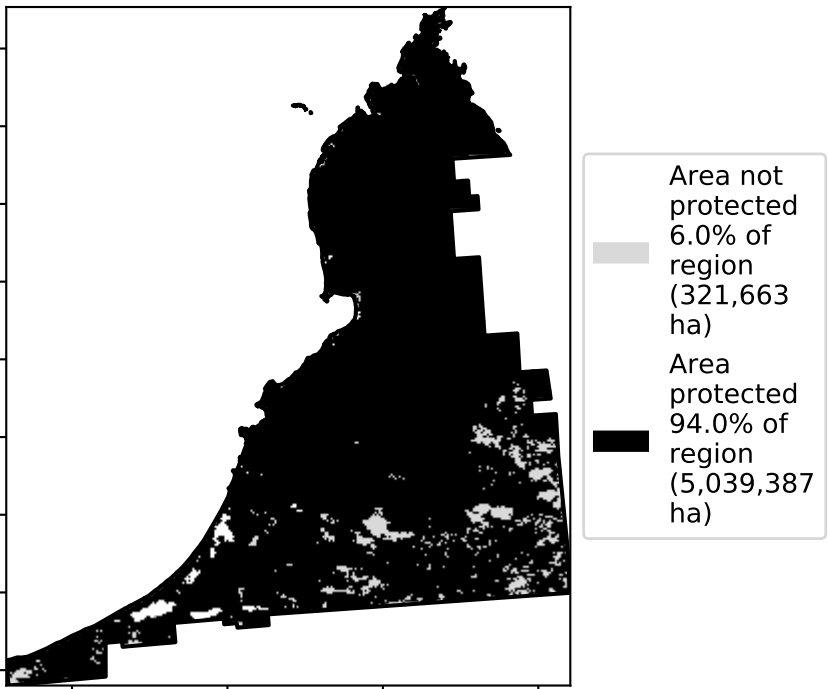 Area not
protected
6.0% of
region
(321,663
ha)
Area
protected
94.0% of
region
(5,039,387
ha)